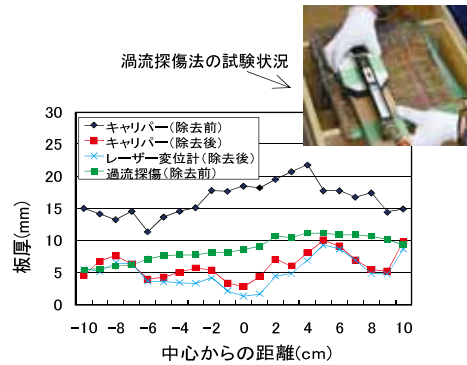 渦流探傷法の試験状況
30
25
20
15
10
5
0
板厚(mm)
キャリパー(除去前)
キャリパー(除去後)
レーザー変位計(除去後)
過流探傷(除去前)
-10 -8 -6 -4 -2 0 2 4 6 8 10
中心からの距離(cm)